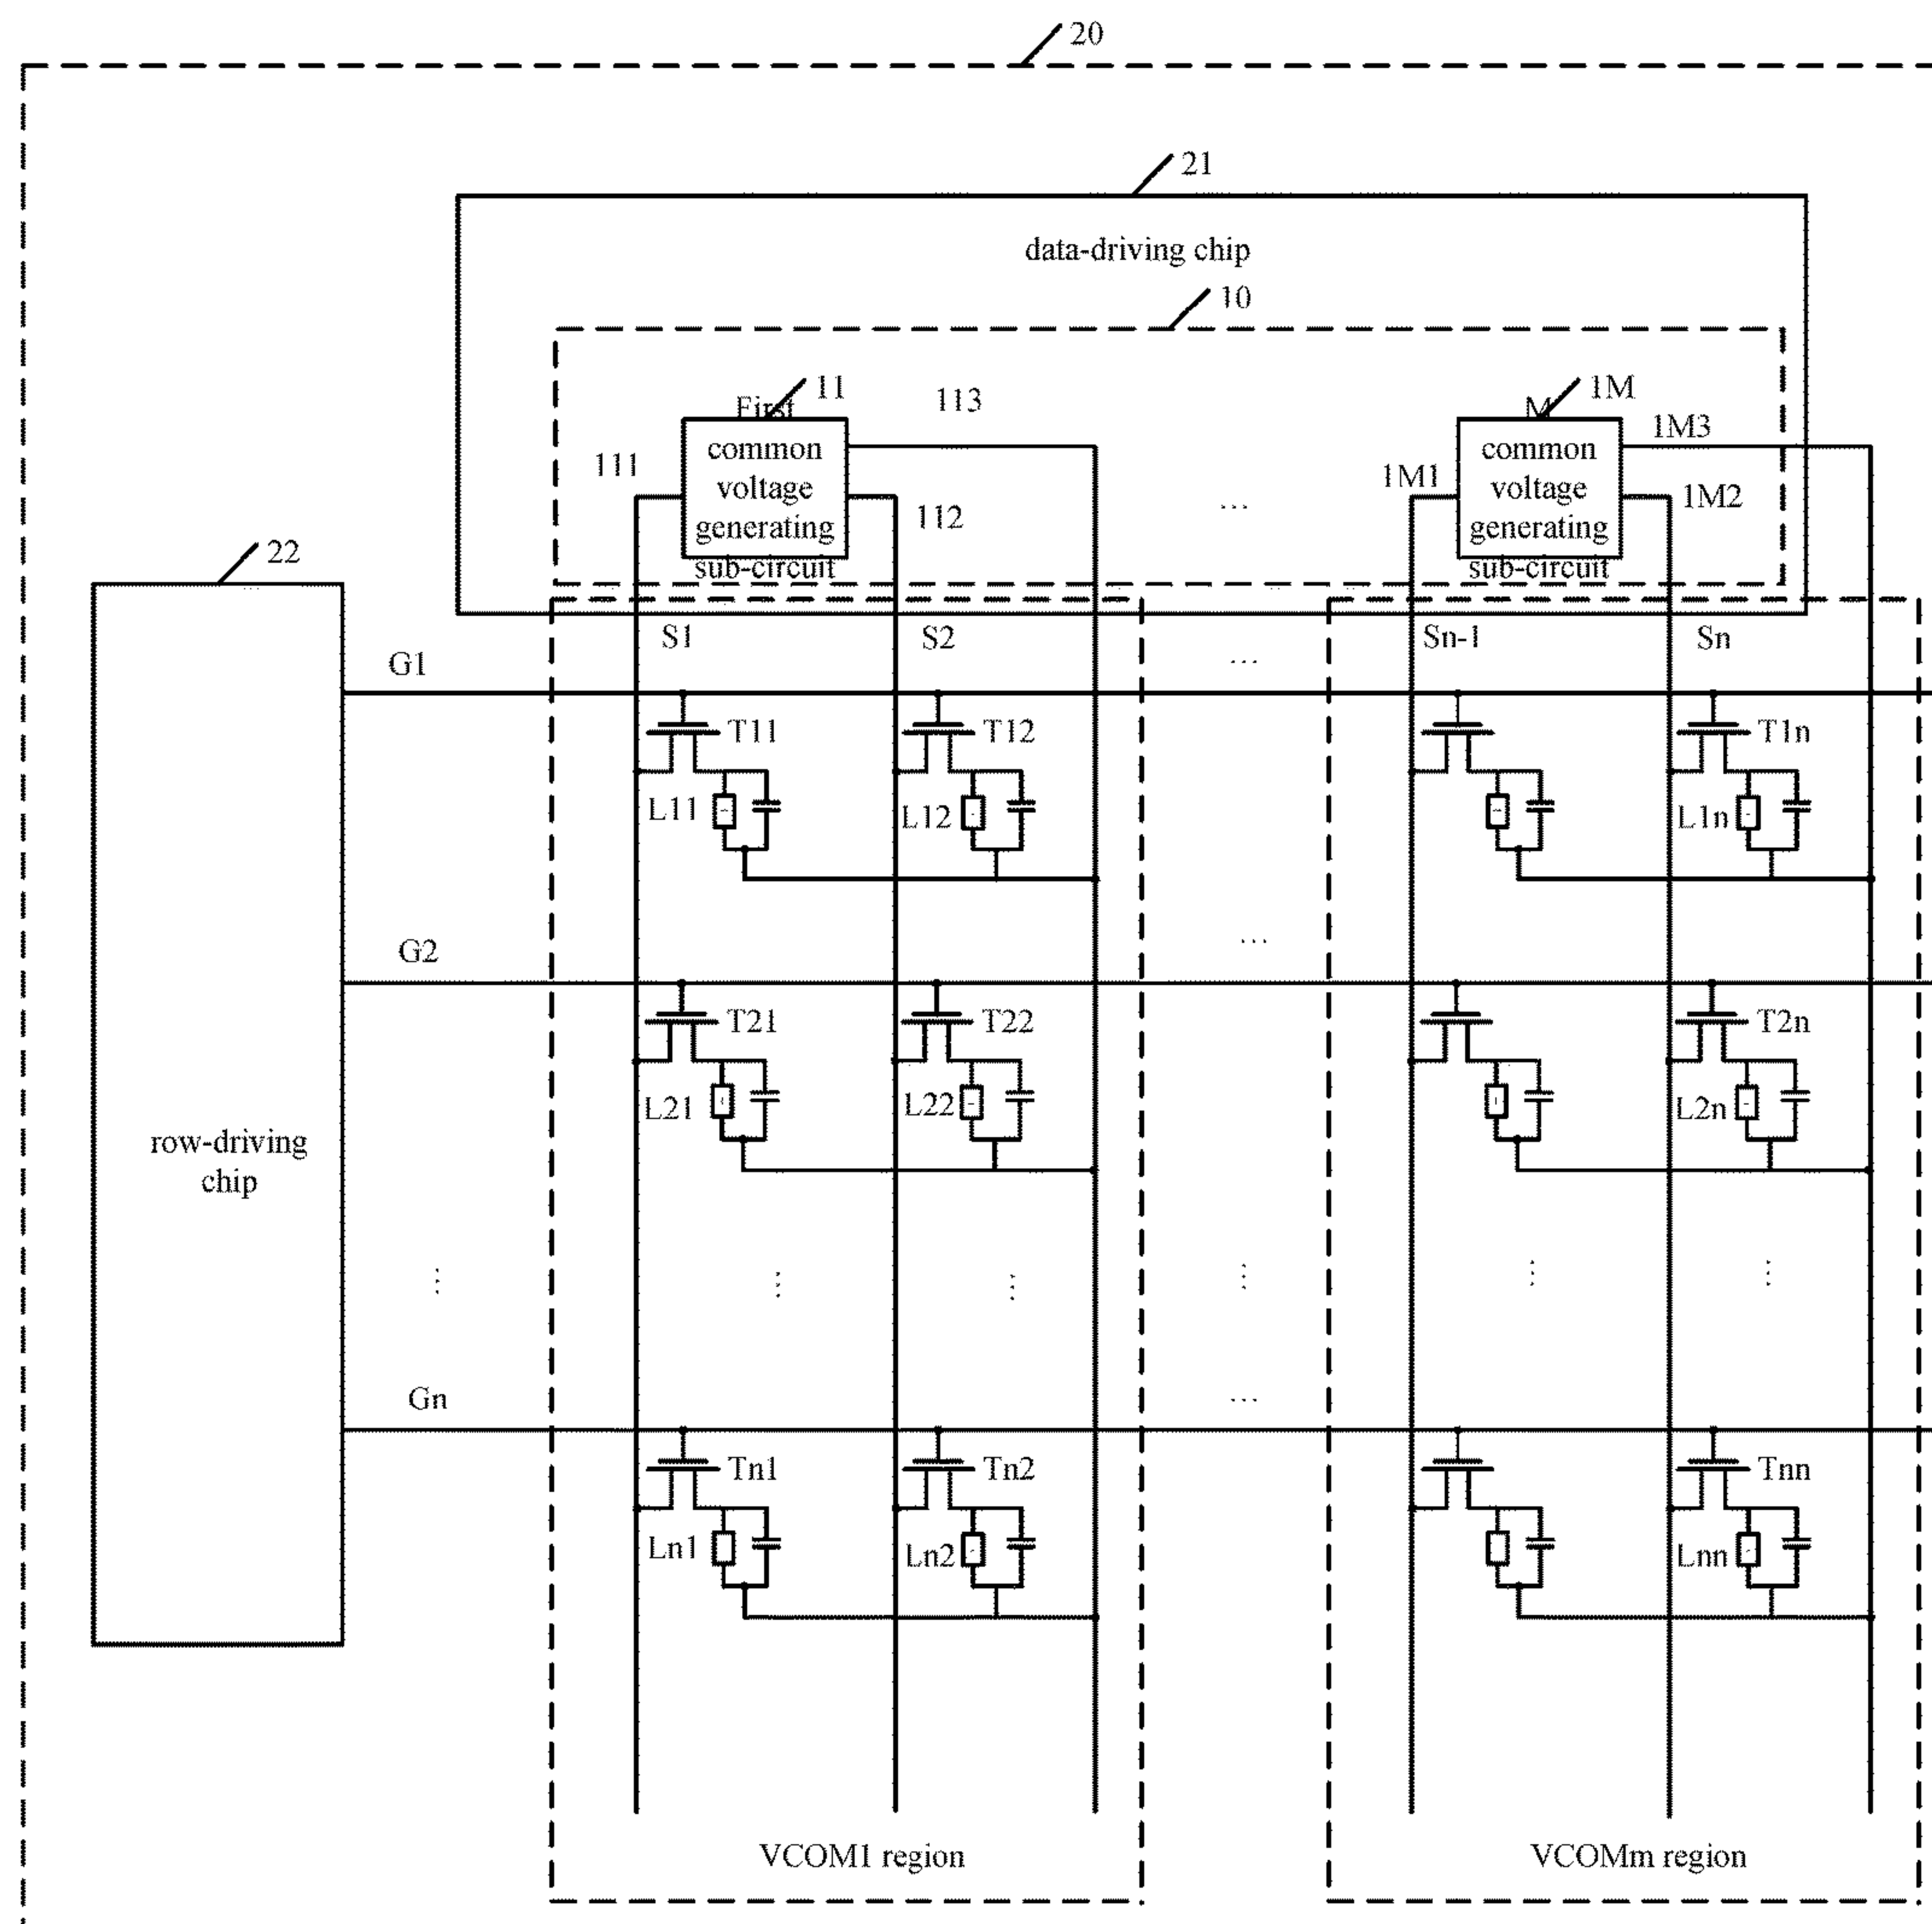 20
21
data-driving chip
10
11
113
1M
First
M
1M3
common
voltage
generating
sub-circuit
common
voltage
generating
sub-circuit
111
112
1M1
1M2
...
22
S1
S2
Sn-1
Sn
G1
...
T11
T12
T1n
L11
L12
L1n
G2
...
T21
T22
T2n
L21
L22
L2n
row-driving
chip
Gn
...
Tn1
Tn2
Tnn
Ln1
Ln2
Lnn
VCOM1 region
VCOMm region